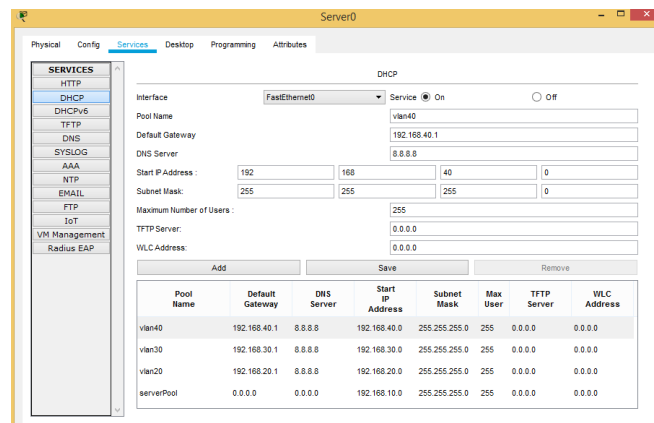 Server0
Physical Config Services Desktop Programming Attributes
SERVICES
HTTP
DHCP
DHCPv6
TFTP
DNS
SYSLOG
AAA
NTP
EMAIL
FTP
IoT
VM Management
Radius EAP
DHCP
Interface FastEthernet0 Service On Off
Pool Name vlan40
Default Gateway 192.168.40.1
DNS Server 8.8.8.8
Start IP Address : 192 168 40 0
Subnet Mask: 255 255 255 0
Maximum Number of Users : 255
TFTP Server: 0.0.0.0
WLC Address: 0.0.0.0
Add Save Remove
Pool Name Default Gateway DNS Server Start IP Address Subnet Mask Max User TFTP Server WLC Address
vlan40 192.168.40.1 8.8.8.8 192.168.40.0 255.255.255.0 255 0.0.0.0 0.0.0.0
vlan30 192.168.30.1 8.8.8.8 192.168.30.0 255.255.255.0 255 0.0.0.0 0.0.0.0
vlan20 192.168.20.1 8.8.8.8 192.168.20.0 255.255.255.0 255 0.0.0.0 0.0.0.0
serverPool 0.0.0.0 0.0.0.0 192.168.10.0 255.255.255.0 255 0.0.0.0 0.0.0.0